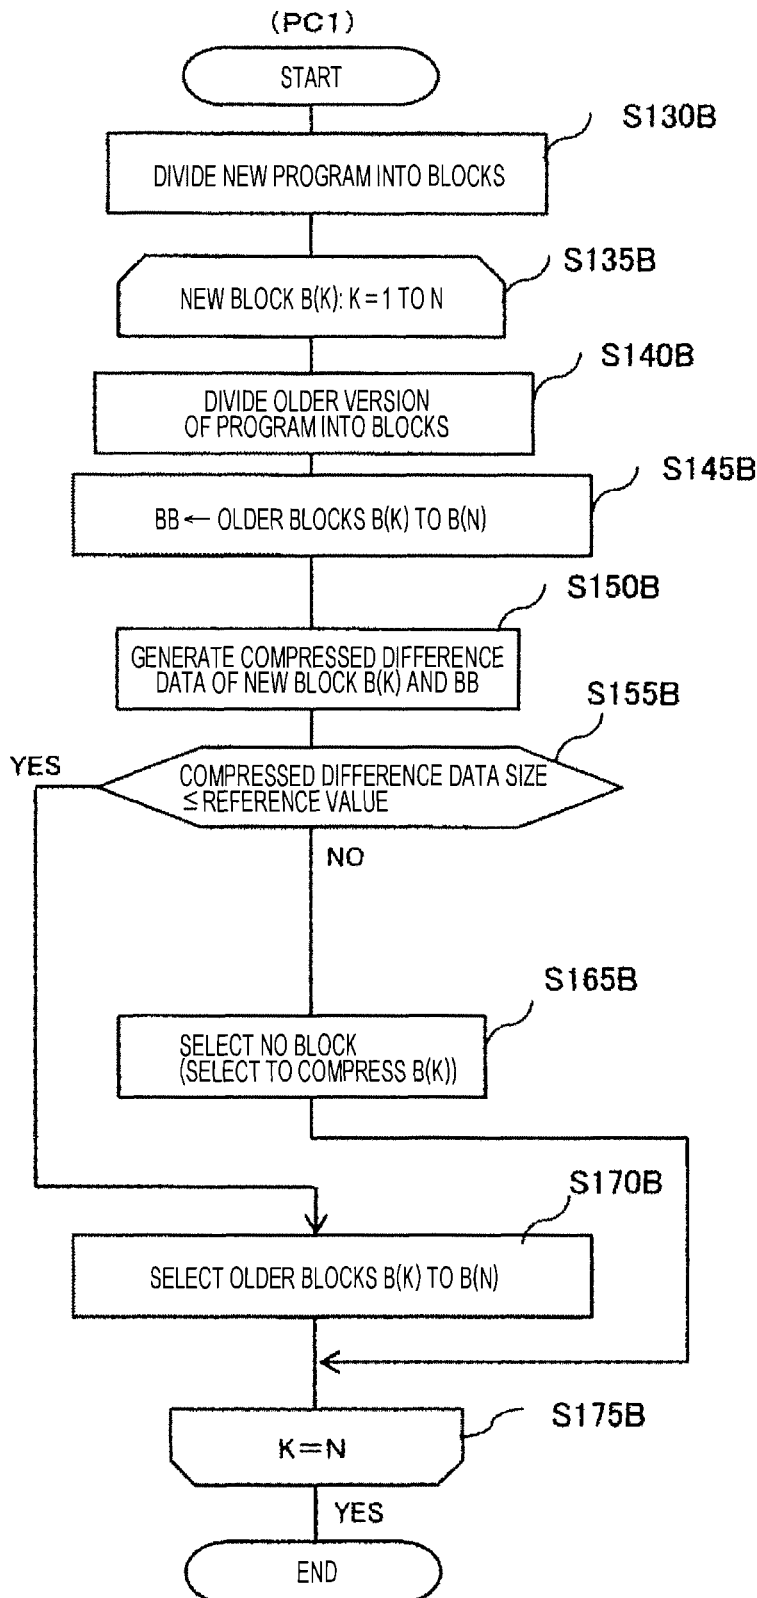 (PC1)
START
S130B
DIVIDE NEW PROGRAM INTO BLOCKS
S135B
NEW BLOCK B(K): K = 1 TO N
S140B
DIVIDE OLDER VERSION
OF PROGRAM INTO BLOCKS
S145B
BB ← OLDER BLOCKS B(K) TO B(N)
S150B
GENERATE COMPRESSED DIFFERENCE
DATA OF NEW BLOCK B(K) AND BB
S155B
YES
COMPRESSED DIFFERENCE DATA SIZE
≤ REFERENCE VALUE
NO
S165B
SELECT NO BLOCK
(SELECT TO COMPRESS B(K))
S170B
SELECT OLDER BLOCKS B(K) TO B(N)
S175B
K=N
YES
END